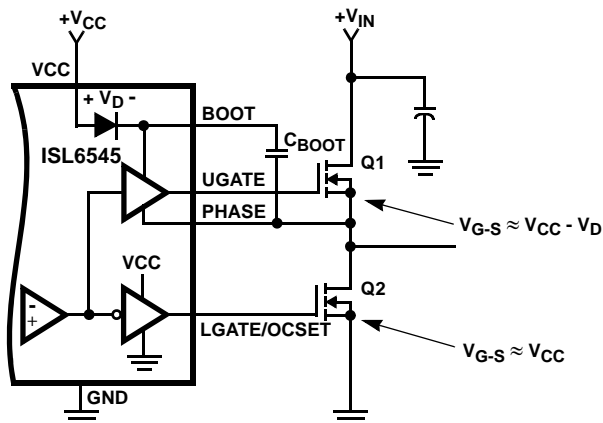 +VCC
+VIN
VCC
+ VD -
BOOT
CBOOT
ISL6545
Q1
UGATE
PHASE
VG-S ≈ VCC - VD
VCC
Q2
-
+
LGATE/OCSET
VG-S ≈ VCC
GND